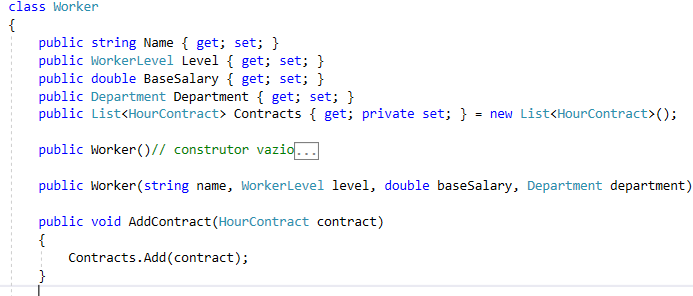 class Worker
{
public string Name { get; set; }
public WorkerLevel Level { get; set; }
public double BaseSalary { get; set; }
public Department Department { get; set; }
public List<HourContract> Contracts { get; private set; } = new List<HourContract>();
public Worker()// construtor vazio...
public Worker(string name, WorkerLevel level, double baseSalary, Department department)
public void AddContract(HourContract contract)
{
Contracts.Add(contract);
}